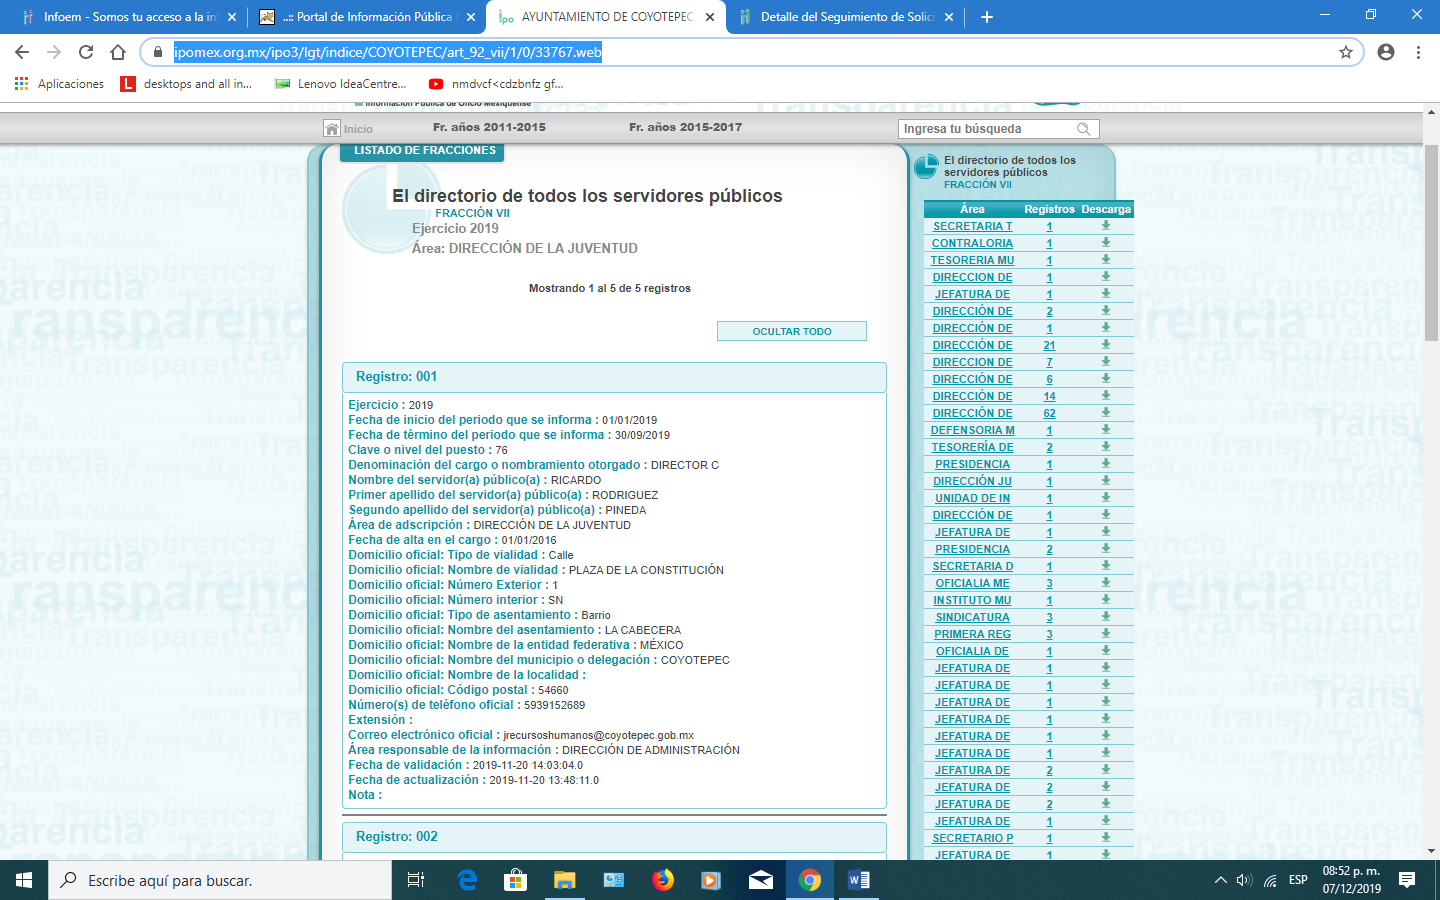 Infoem - Somos tu acceso a la in
..:: Portal de Información Pública
AYUNTAMIENTO DE COYOTEPEC
Detalle del Seguimiento de Solici
ipomex.org.mx/ipo3/lgt/indice/COYOTEPEC/art_92_vii/1/0/33767.web
Aplicaciones
desktops and all in...
Lenovo IdeaCentre...
nmdvcf<cdzbnfz gf...
Información Pública de Oficio Mexiquense
Inicio
Fr. años 2011-2015
Fr. años 2015-2017
Ingresa tu búsqueda
LISTADO DE FRACCIONES
El directorio de todos los servidores públicos
FRACCIÓN VII
Ejercicio 2019
Área: DIRECCIÓN DE LA JUVENTUD
Mostrando 1 al 5 de 5 registros
OCULTAR TODO
Registro: 001
Ejercicio : 2019
Fecha de inicio del periodo que se informa : 01/01/2019
Fecha de término del periodo que se informa : 30/09/2019
Clave o nivel del puesto : 76
Denominación del cargo o nombramiento otorgado : DIRECTOR C
Nombre del servidor(a) público(a) : RICARDO
Primer apellido del servidor(a) público(a) : RODRIGUEZ
Segundo apellido del servidor(a) público(a) : PINEDA
Área de adscripción : DIRECCIÓN DE LA JUVENTUD
Fecha de alta en el cargo : 01/01/2016
Domicilio oficial: Tipo de vialidad : Calle
Domicilio oficial: Nombre de vialidad : PLAZA DE LA CONSTITUCIÓN
Domicilio oficial: Número Exterior : 1
Domicilio oficial: Número interior : SN
Domicilio oficial: Tipo de asentamiento : Barrio
Domicilio oficial: Nombre del asentamiento : LA CABECERA
Domicilio oficial: Nombre de la entidad federativa : MÉXICO
Domicilio oficial: Nombre del municipio o delegación : COYOTEPEC
Domicilio oficial: Nombre de la localidad :
Domicilio oficial: Código postal : 54660
Número(s) de teléfono oficial : 5939152689
Extensión :
Correo electrónico oficial : jrecursoshumanos@coyotepec.gob.mx
Área responsable de la información : DIRECCIÓN DE ADMINISTRACIÓN
Fecha de validación : 2019-11-20 14:03:04.0
Fecha de actualización : 2019-11-20 13:48:11.0
Nota :
Registro: 002
El directorio de todos los
servidores públicos
FRACCIÓN VII
Área Registros Descarga
SECRETARIA T 1
CONTRALORIA 1
TESORERIA MU 1
DIRECCION DE 1
JEFATURA DE 1
DIRECCIÓN DE 2
DIRECCIÓN DE 1
DIRECCIÓN DE 21
DIRECCION DE 7
DIRECCIÓN DE 6
DIRECCIÓN DE 14
DIRECCIÓN DE 62
DEFENSORIA M 1
TESORERÍA DE 2
PRESIDENCIA 1
DIRECCIÓN JU 1
UNIDAD DE IN 1
DIRECCIÓN DE 1
JEFATURA DE 1
PRESIDENCIA 2
SECRETARIA D 1
OFICIALIA ME 3
INSTITUTO MU 1
SINDICATURA 3
PRIMERA REG 3
OFICIALIA DE 1
JEFATURA DE 1
JEFATURA DE 1
JEFATURA DE 1
JEFATURA DE 1
JEFATURA DE 1
JEFATURA DE 1
JEFATURA DE 2
JEFATURA DE 2
JEFATURA DE 2
JEFATURA DE 1
SECRETARIO P 1
JEFATURA DE 1
Escribe aquí para buscar.
ESP
08:52 p. m.
07/12/2019